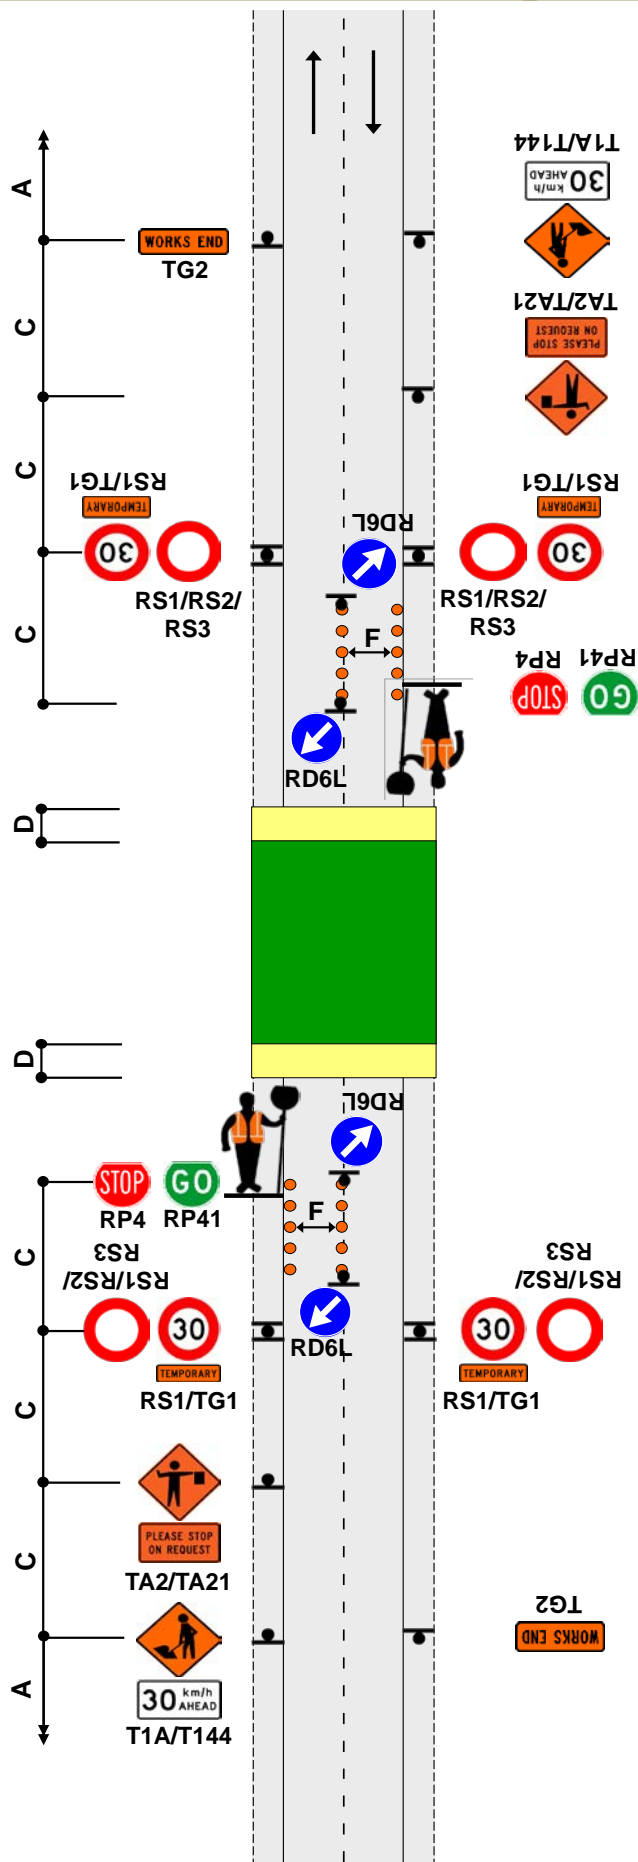 A
T1A/T144
30 km/h
AHEAD
WORKS END
TG2
C
TA2/TA21
PLEASE STOP
ON REQUEST
C
RS1/TG1
TEMPORARY
30
RS1/RS2/
RS3
RD6L
RS1/TG1
TEMPORARY
30
RS1/RS2/
RS3
C
F
RP4
RP41
STOP
GO
RD6L
D
D
RD6L
STOP
GO
RP4
RP41
F
C
RS1/RS2/
RS3
30
TEMPORARY
RS1/TG1
RD6L
RS1/RS2/
RS3
30
TEMPORARY
RS1/TG1
C
PLEASE STOP
ON REQUEST
TA2/TA21
C
TG2
WORKS END
A
30 km/h
AHEAD
T1A/T144